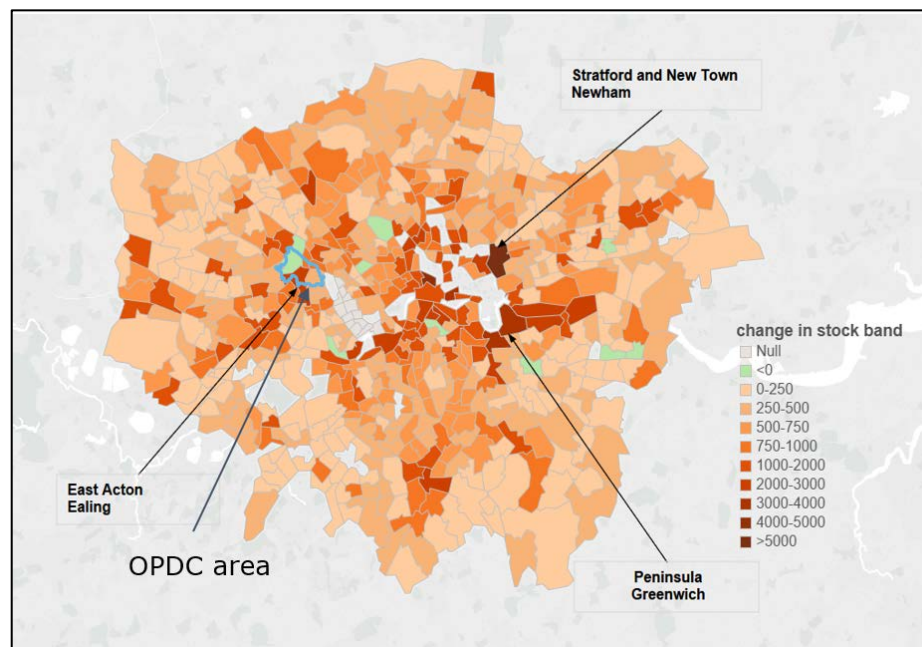 Stratford and New Town
Newham
change in stock band
Null
<0
0-250
250-500
500-750
750-1000
1000-2000
2000-3000
3000-4000
4000-5000
>5000
East Acton
Ealing
OPDC area
Peninsula
Greenwich